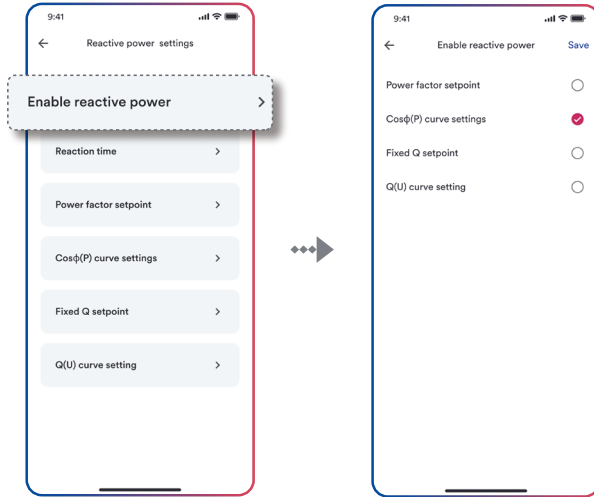 9:41
Reactive power settings
Enable reactive power
Reaction time
Power factor setpoint
Cosϕ(P) curve settings
Fixed Q setpoint
Q(U) curve setting
9:41
Enable reactive power Save
Power factor setpoint
Cosϕ(P) curve settings
Fixed Q setpoint
Q(U) curve setting